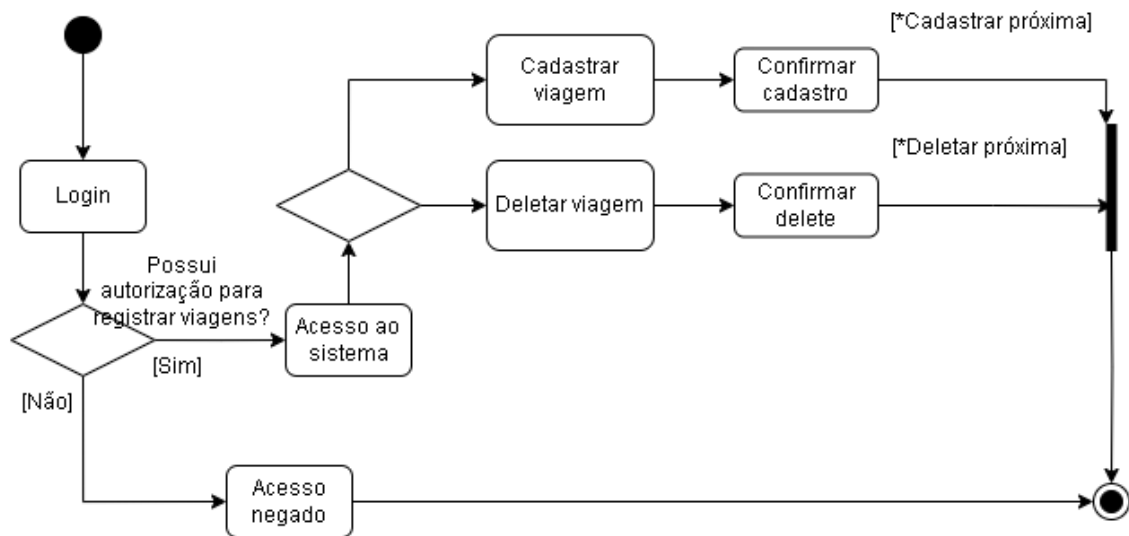 [*Cadastrar próxima]
Cadastrar
viagem
Confirmar
cadastro
[*Deletar próxima]
Login
Deletar viagem
Confirmar
delete
Possui
autorização para
registrar viagens?
Acesso ao
sistema
[Sim]
[Não]
Acesso
negado